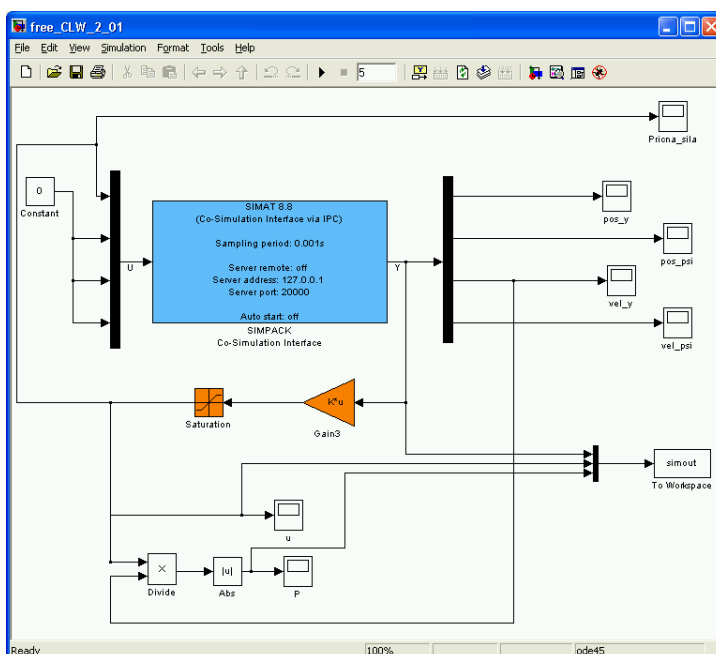 free_CLW_2_01
File Edit View Simulation Format Tools Help
5
Pricna_sila
0
Constant
SIMAT 8.8
(Co-Simulation Interface via IPC)
Sampling period: 0.001s
Server remote: off
Server address: 127.0.0.1
Server port: 20000
Auto start: off
SIMPACK
Co-Simulation Interface
U
Y
pos_y
pos_psi
vel_y
vel_psi
Saturation
K*u
Gain3
simout
To Workspace
u
×
Divide
|u|
Abs
P
Ready
100%
ode45